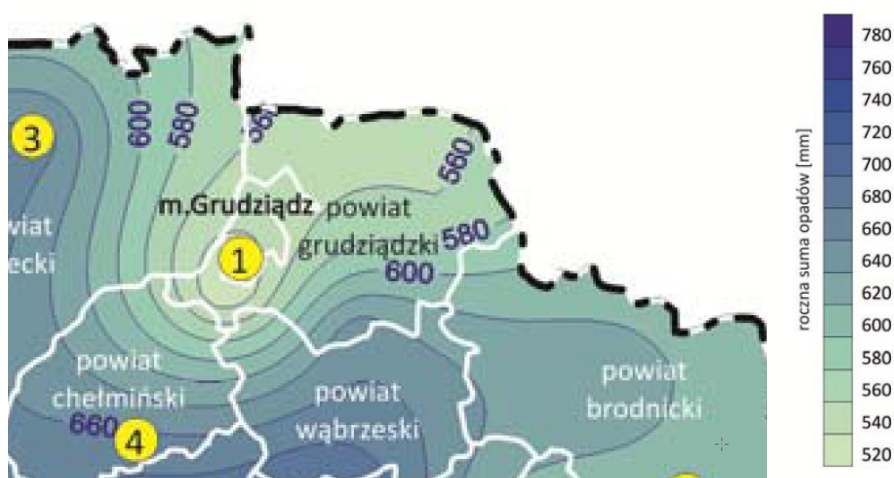 3
600
580
560
560
m.Grudziądz
powiat
grudziądzki
580
600
1
wiat
ecki
powiat
chełmiński
660
4
powiat
wąbrzeski
powiat
brodnicki
roczna suma opadów [mm]
780
760
740
720
700
680
660
640
620
600
580
560
540
520